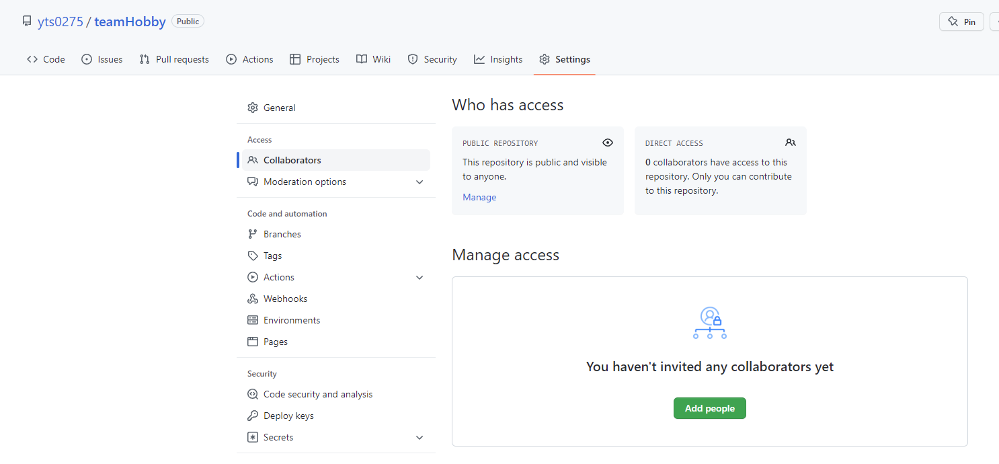 yts0275 / teamHobby Public
Pin
Code Issues Pull requests Actions Projects Wiki Security Insights Settings
General
Access
Collaborators
Moderation options
Code and automation
Branches
Tags
Actions
Webhooks
Environments
Pages
Security
Code security and analysis
Deploy keys
Secrets
Who has access
PUBLIC REPOSITORY
This repository is public and visible
to anyone.
Manage
DIRECT ACCESS
0 collaborators have access to this
repository. Only you can contribute
to this repository.
Manage access
You haven't invited any collaborators yet
Add people